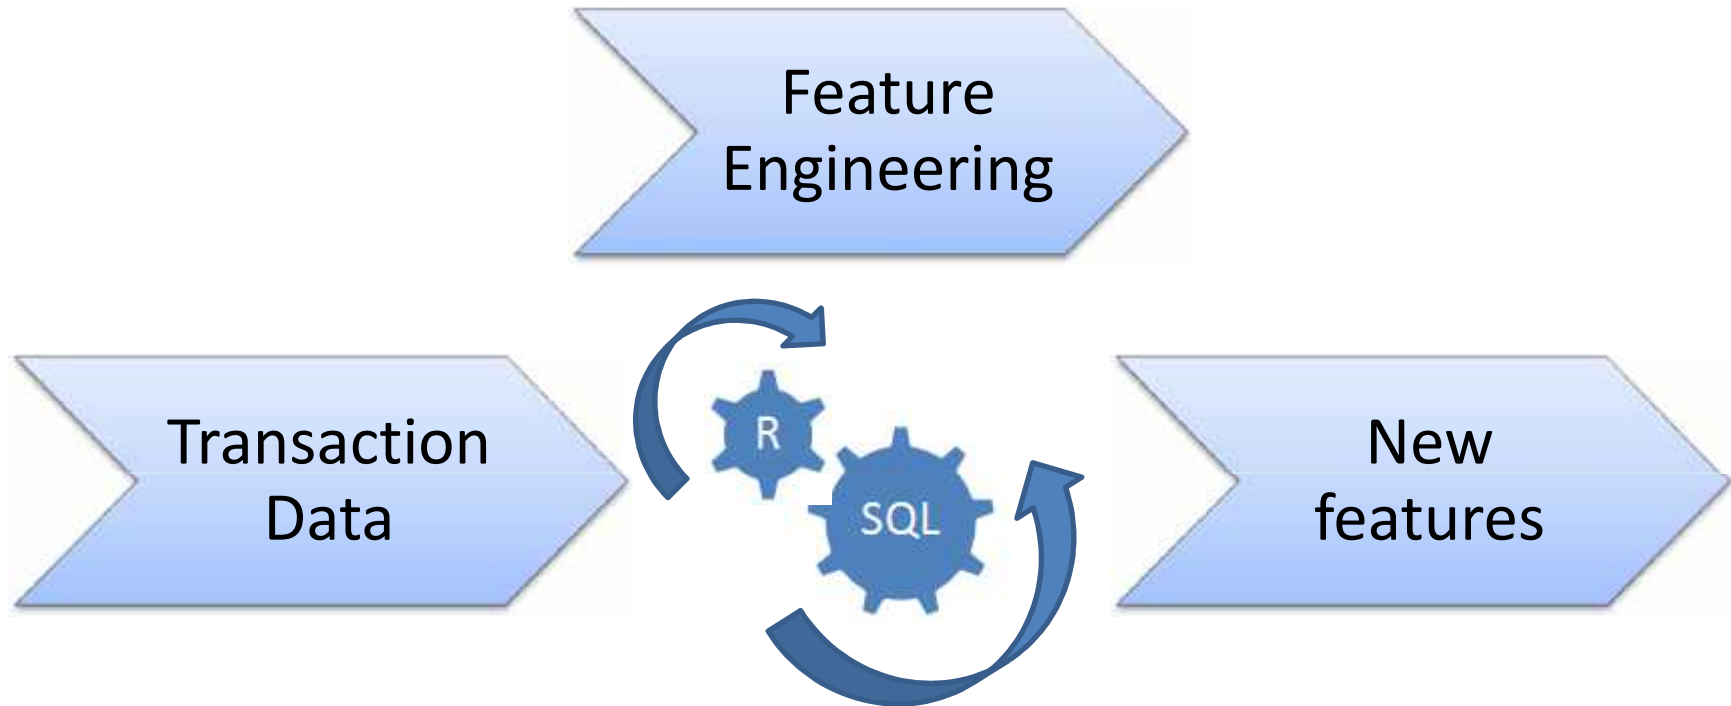 Feature
Engineering
Transaction
Data
R
SQL
New
features